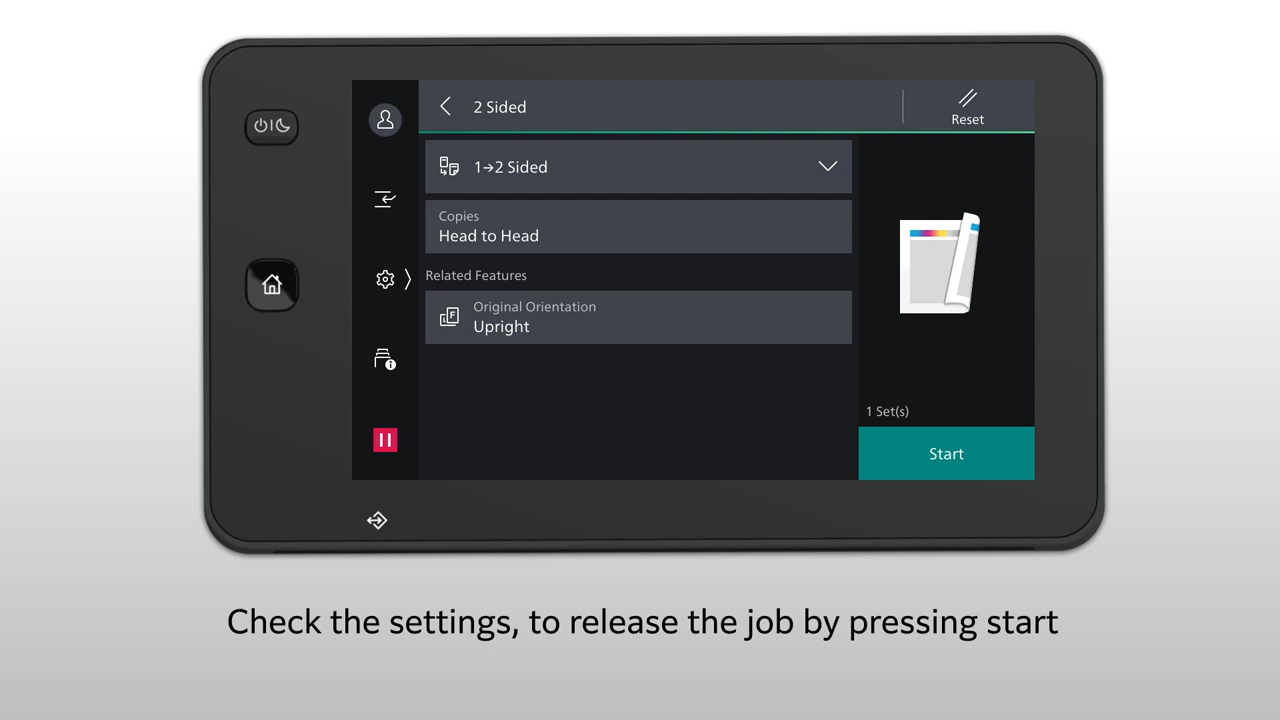 2 Sided
Reset
1→2 Sided
Copies
Head to Head
Related Features
Original Orientation
Upright
1 Set(s)
Start
Check the settings, to release the job by pressing start